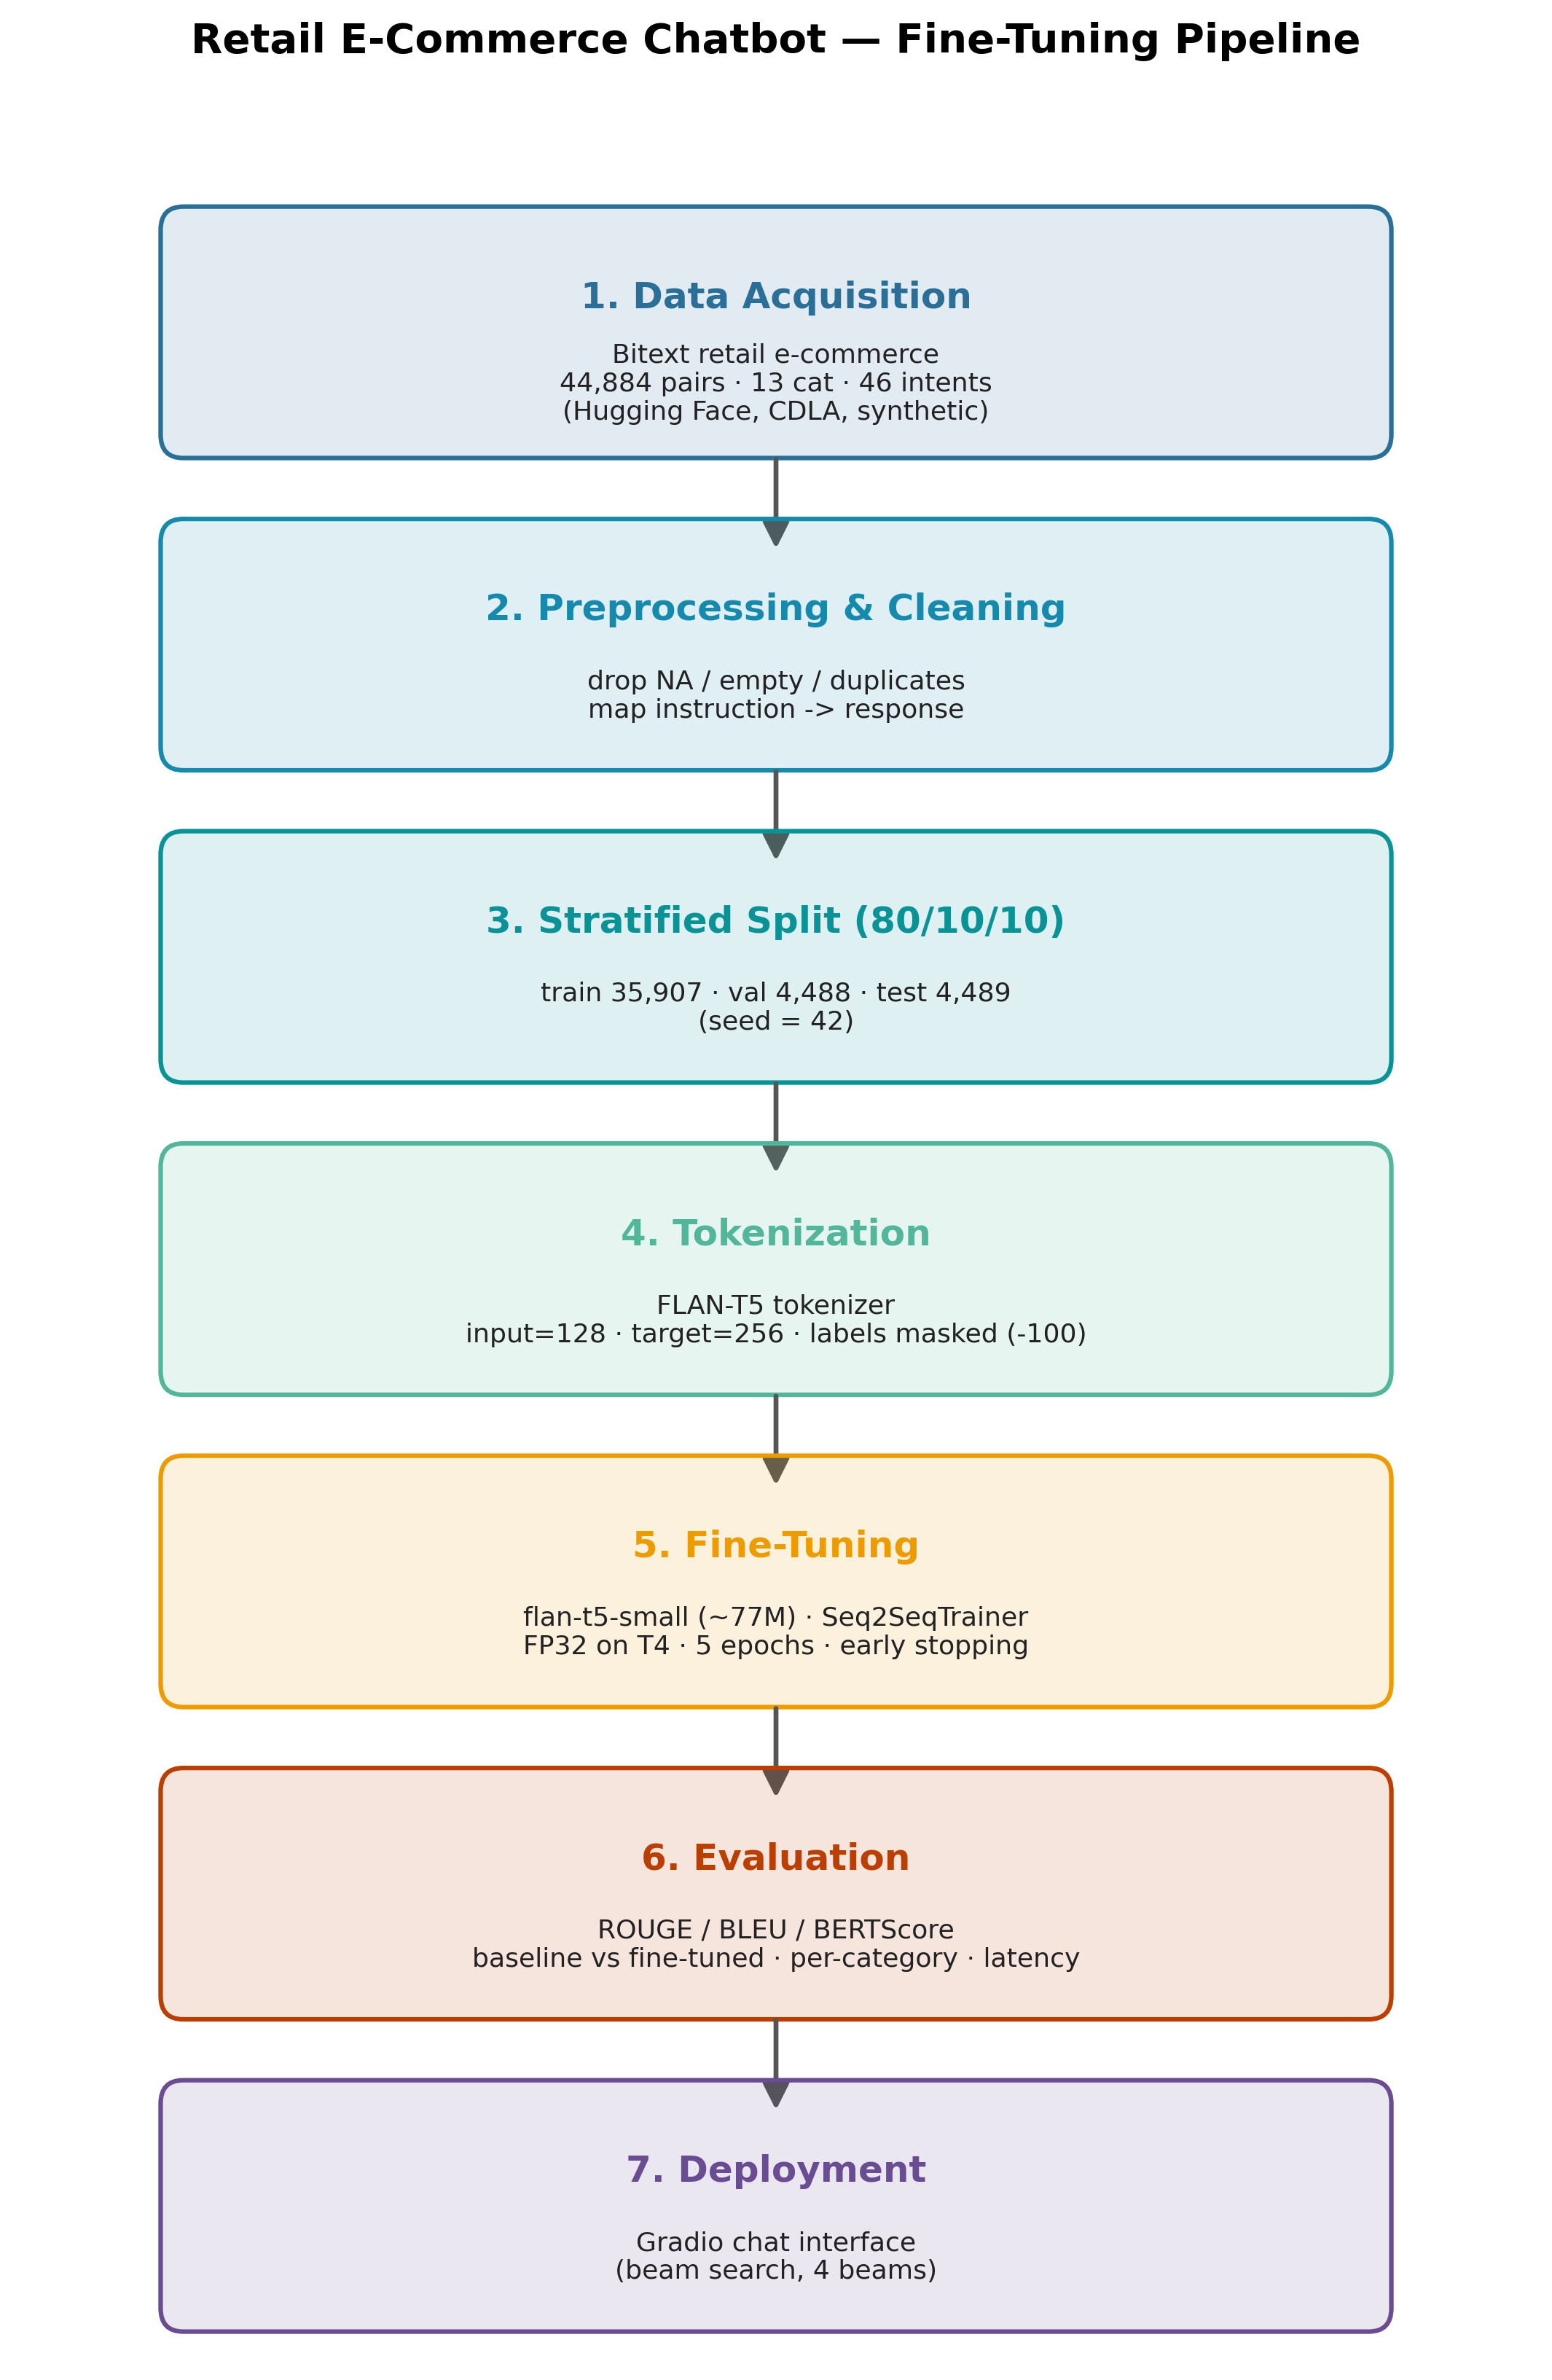 Retail E-Commerce Chatbot — Fine-Tuning Pipeline
1. Data Acquisition
Bitext retail e-commerce
44,884 pairs · 13 cat · 46 intents
(Hugging Face, CDLA, synthetic)
2. Preprocessing & Cleaning
drop NA / empty / duplicates
map instruction -> response
3. Stratified Split (80/10/10)
train 35,907 · val 4,488 · test 4,489
(seed = 42)
4. Tokenization
FLAN-T5 tokenizer
input=128 · target=256 · labels masked (-100)
5. Fine-Tuning
flan-t5-small (~77M) · Seq2SeqTrainer
FP32 on T4 · 5 epochs · early stopping
6. Evaluation
ROUGE / BLEU / BERTScore
baseline vs fine-tuned · per-category · latency
7. Deployment
Gradio chat interface
(beam search, 4 beams)